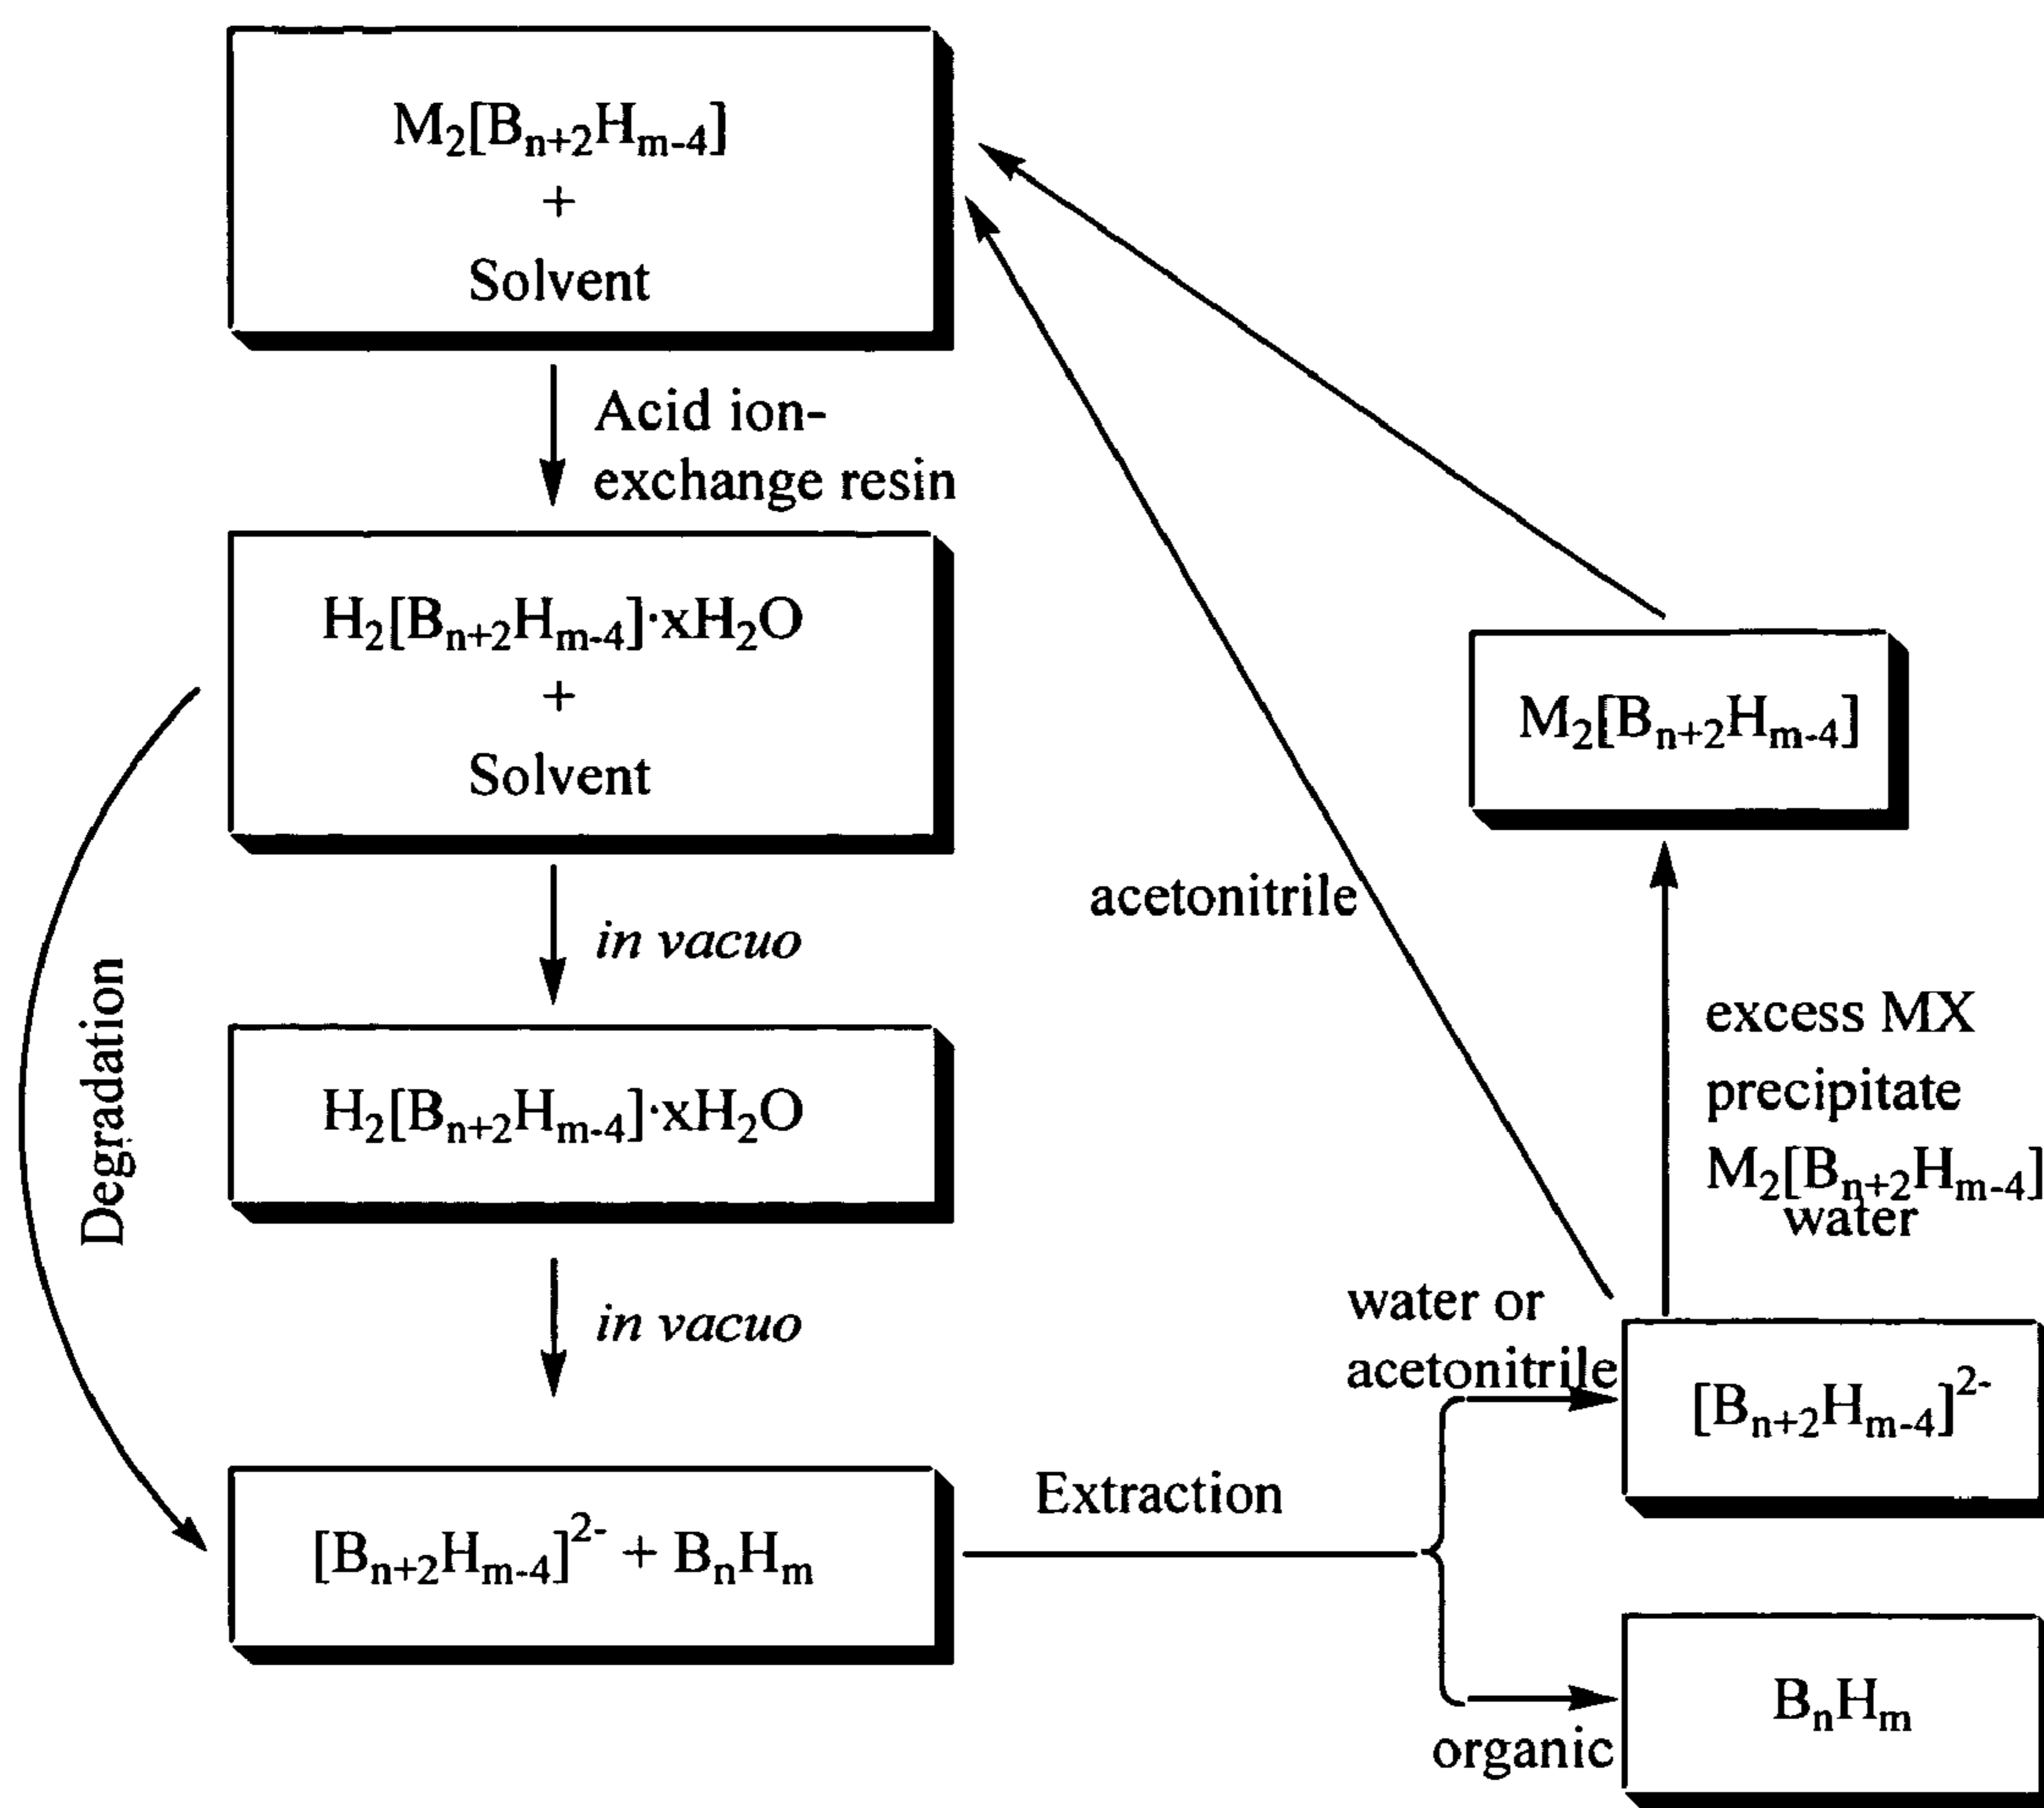 M₂[Bₙ₊₂Hₘ₋₄]
+
Solvent
Acid ion-
exchange resin
H₂[Bₙ₊₂Hₘ₋₄]·xH₂O
+
Solvent
in vacuo
H₂[Bₙ₊₂Hₘ₋₄]·xH₂O
in vacuo
Degradation
[Bₙ₊₂Hₘ₋₄]²⁻ + BₙHₘ
Extraction
water or
acetonitrile
[Bₙ₊₂Hₘ₋₄]²⁻
organic
BₙHₘ
acetonitrile
excess MX
precipitate
M₂[Bₙ₊₂Hₘ₋₄]
water
M₂[Bₙ₊₂Hₘ₋₄]